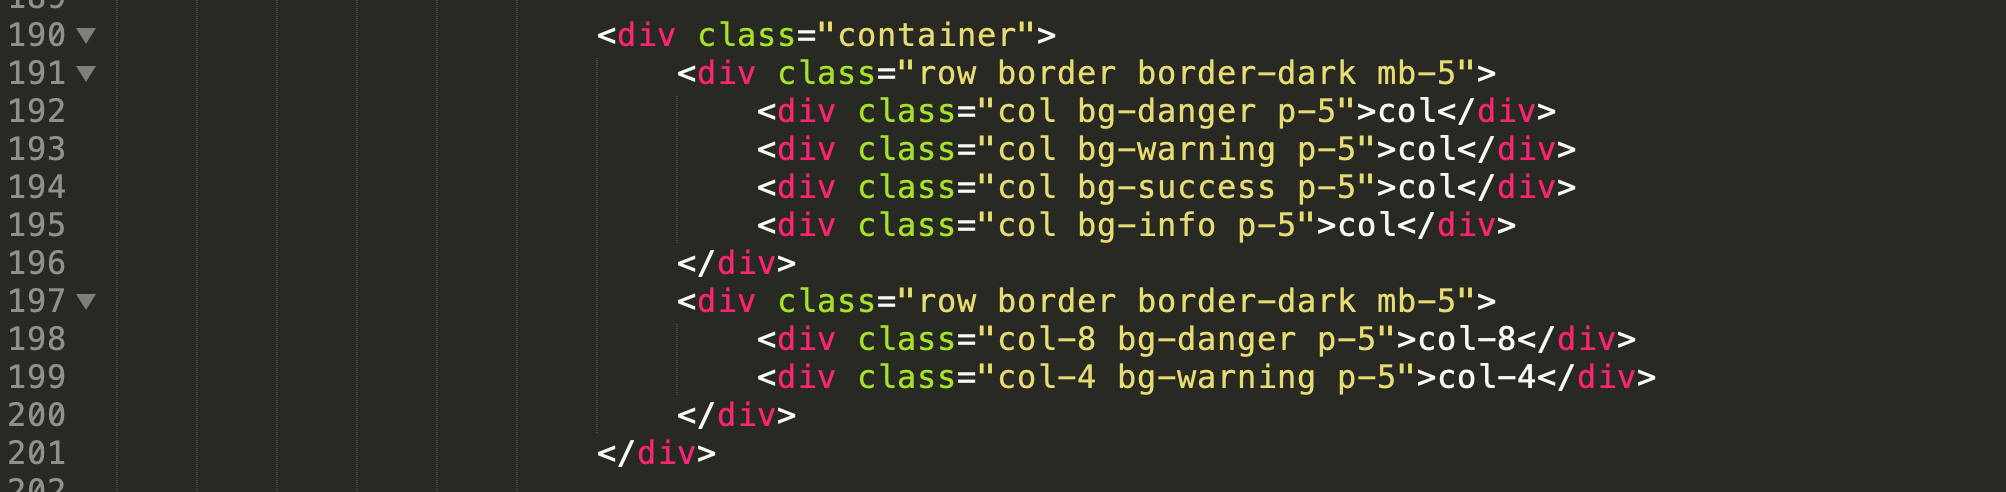 189
190 <div class="container">
191 <div class="row border border-dark mb-5">
192 <div class="col bg-danger p-5">col</div>
193 <div class="col bg-warning p-5">col</div>
194 <div class="col bg-success p-5">col</div>
195 <div class="col bg-info p-5">col</div>
196 </div>
197 <div class="row border border-dark mb-5">
198 <div class="col-8 bg-danger p-5">col-8</div>
199 <div class="col-4 bg-warning p-5">col-4</div>
200 </div>
201 </div>
202